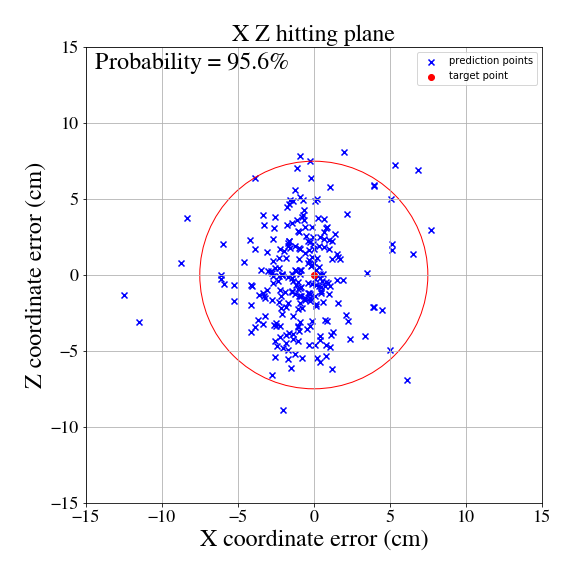 X Z hitting plane
Probability = 95.6%
prediction points
target point
15
10
5
0
−5
−10
−15
Z coordinate error (cm)
−15
−10
−5
0
5
10
15
X coordinate error (cm)